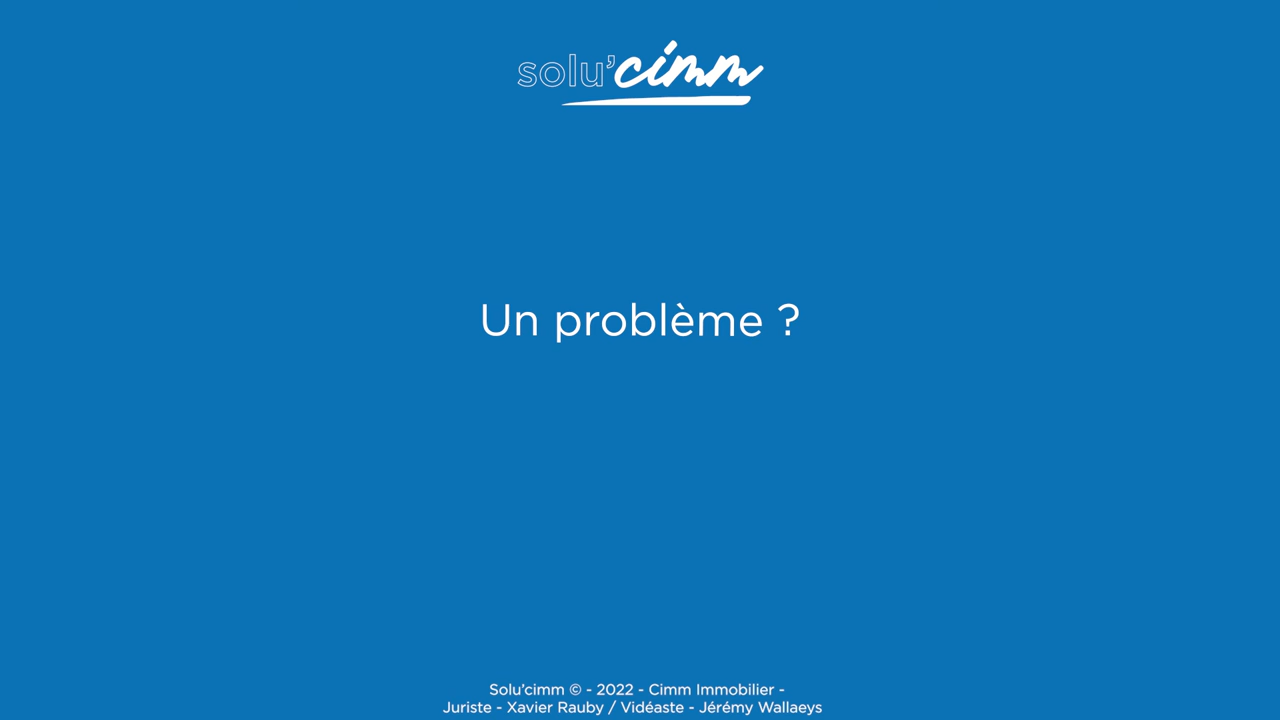 solu'cimm
Un problème ?
Solu'cimm © - 2022 - Cimm Immobilier -
Juriste - Xavier Rauby / Vidéaste - Jérémy Wallaeys